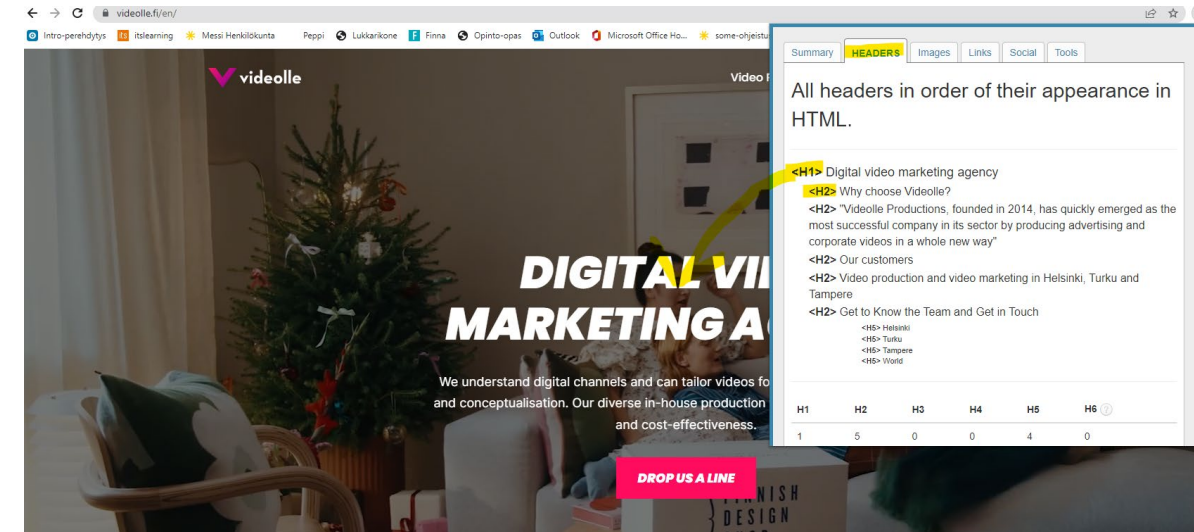 videolle.fi/en/
Intro-perehdytys its itslearning Messi Henkilökunta Peppi Lukkarikone F Finna Opinto-opas Outlook Microsoft Office Ho... some-ohjeistu
videolle
Video
Summary HEADERS Images Links Social Tools
All headers in order of their appearance in
HTML.
<H1> Digital video marketing agency
<H2> Why choose Videolle?
<H2> "Videolle Productions, founded in 2014, has quickly emerged as the
most successful company in its sector by producing advertising and
corporate videos in a whole new way"
<H2> Our customers
<H2> Video production and video marketing in Helsinki, Turku and
Tampere
<H2> Get to Know the Team and Get in Touch
<H5> Helsinki
<H5> Turku
<H5> Tampere
<H5> World
H1 H2 H3 H4 H5 H6 ?
1 5 0 0 4 0
DIGITAL VI
MARKETING A
We understand digital channels and can tailor videos fo
and conceptualisation. Our diverse in-house production
and cost-effectiveness.
DROP US A LINE
FINNISH
DESIGN